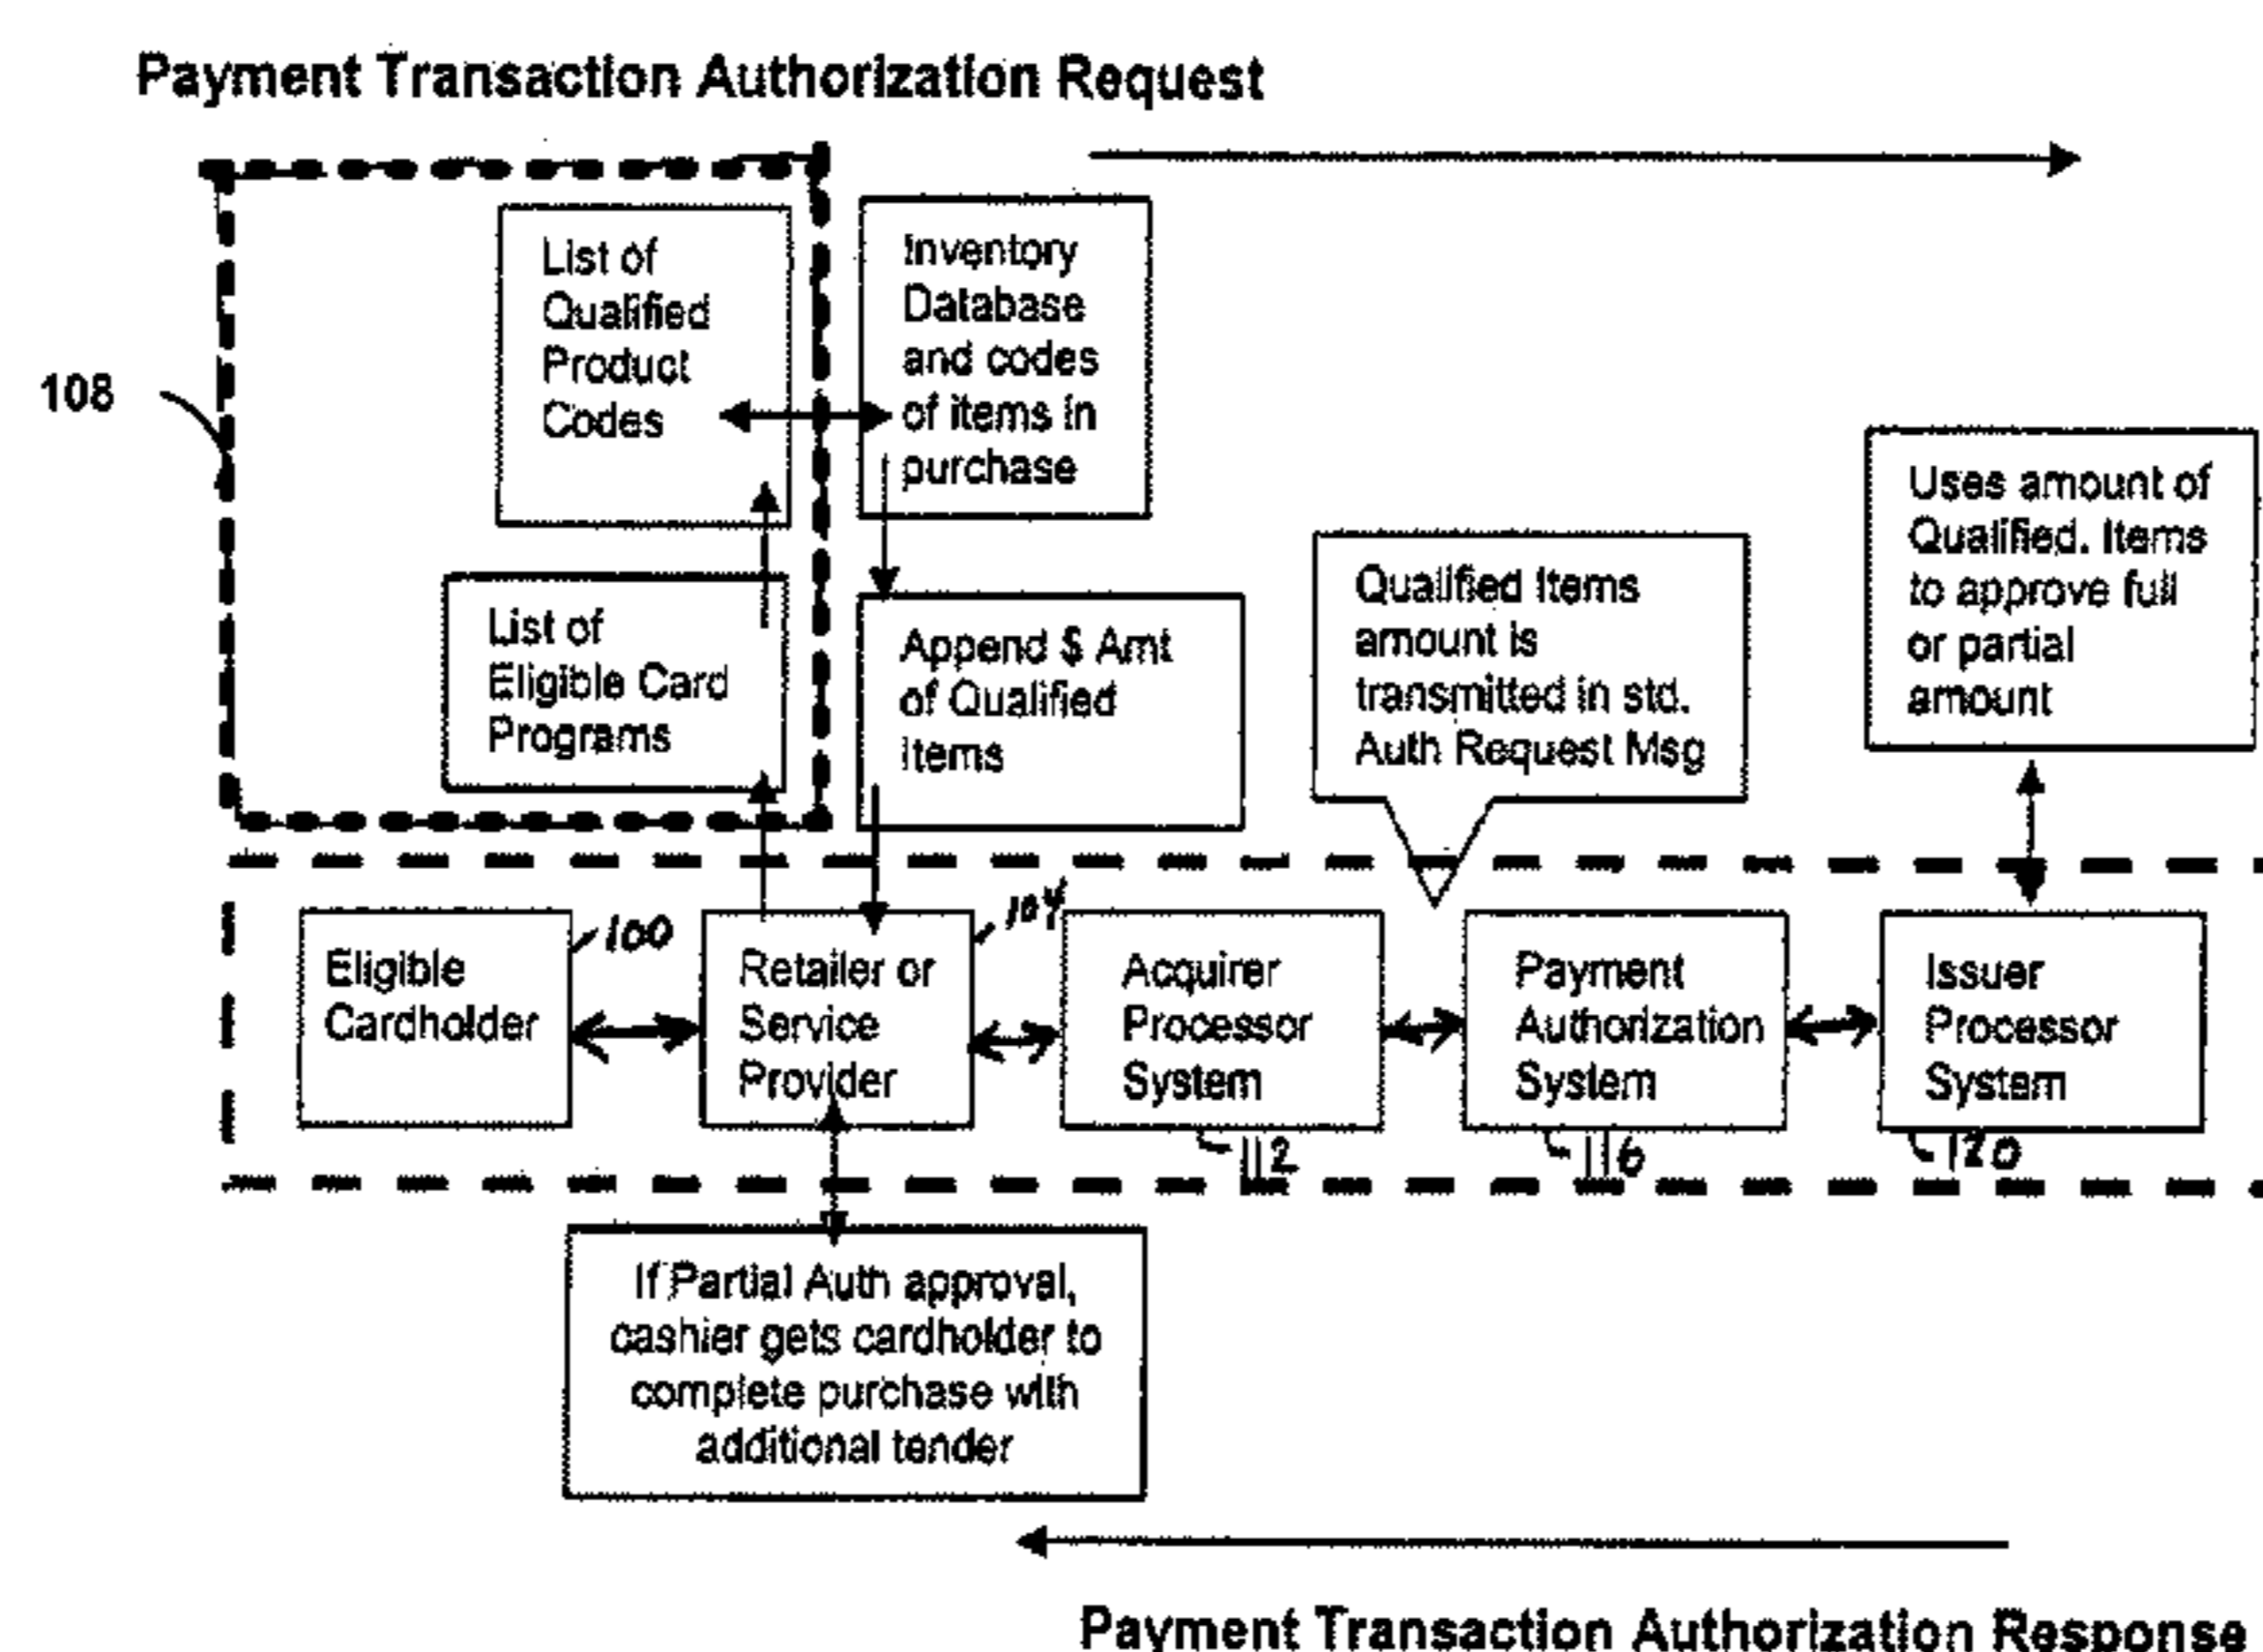 Payment Transaction Authorization Request
108
List of
Qualified
Product
Codes
Inventory
Database
and codes
of items in
purchase
List of
Eligible Card
Programs
Append $ Amt
of Qualified
Items
Qualified Items
amount is
transmitted in std.
Auth Request Msg
Uses amount of
Qualified. Items
to approve full
or partial
amount
Eligible
Cardholder
100
Retailer or
Service
Provider
104
Acquirer
Processor
System
112
Payment
Authorization
System
116
Issuer
Processor
System
120
If Partial Auth approval,
cashier gets cardholder to
complete purchase with
additional tender
Payment Transaction Authorization Response